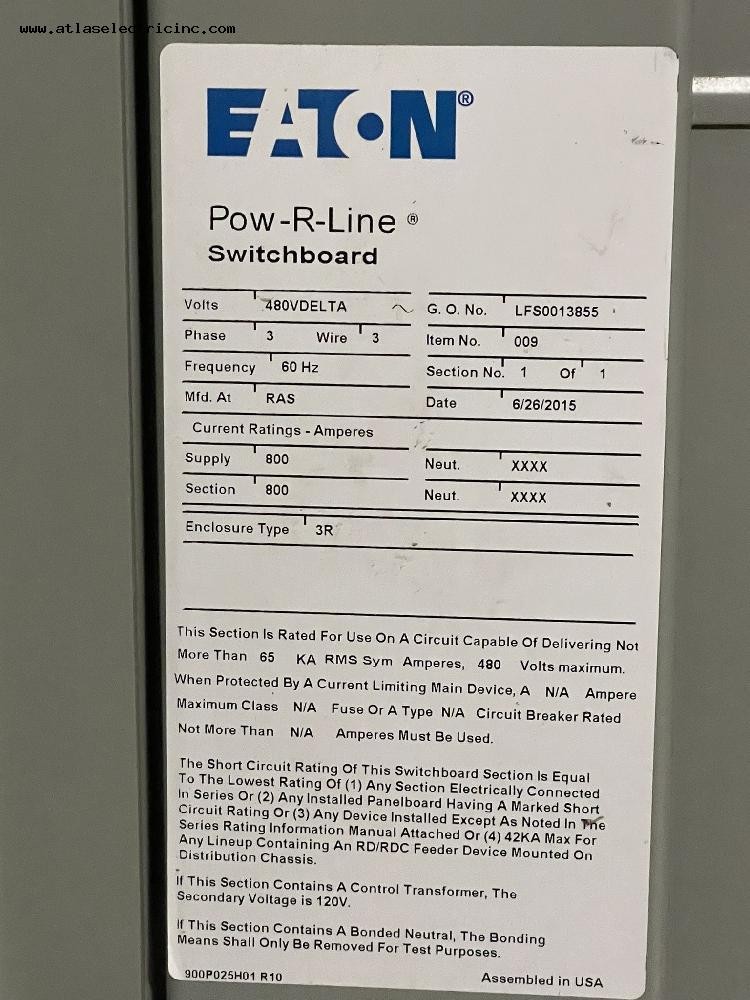 www.atlaselectricinc.com
EATON®
Pow-R-Line ®
Switchboard
Volts 480VDELTA ~ G. O. No. LFS0013855
Phase 3 Wire 3 Item No. 009
Frequency 60 Hz Section No. 1 Of 1
Mfd. At RAS Date 6/26/2015
Current Ratings - Amperes
Supply 800 Neut. XXXX
Section 800 Neut. XXXX
Enclosure Type 3R
This Section Is Rated For Use On A Circuit Capable Of Delivering Not
More Than 65 KA RMS Sym Amperes, 480 Volts maximum.
When Protected By A Current Limiting Main Device, A N/A Ampere
Maximum Class N/A Fuse Or A Type N/A Circuit Breaker Rated
Not More Than N/A Amperes Must Be Used.
The Short Circuit Rating Of This Switchboard Section Is Equal
To The Lowest Rating Of (1) Any Section Electrically Connected
In Series Or (2) Any Installed Panelboard Having A Marked Short
Circuit Rating Or (3) Any Device Installed Except As Noted In The
Series Rating Information Manual Attached Or (4) 42KA Max For
Any Lineup Containing An RD/RDC Feeder Device Mounted On
Distribution Chassis.
If This Section Contains A Control Transformer, The
Secondary Voltage is 120V.
If This Section Contains A Bonded Neutral, The Bonding
Means Shall Only Be Removed For Test Purposes.
900P025H01 R10 Assembled in USA